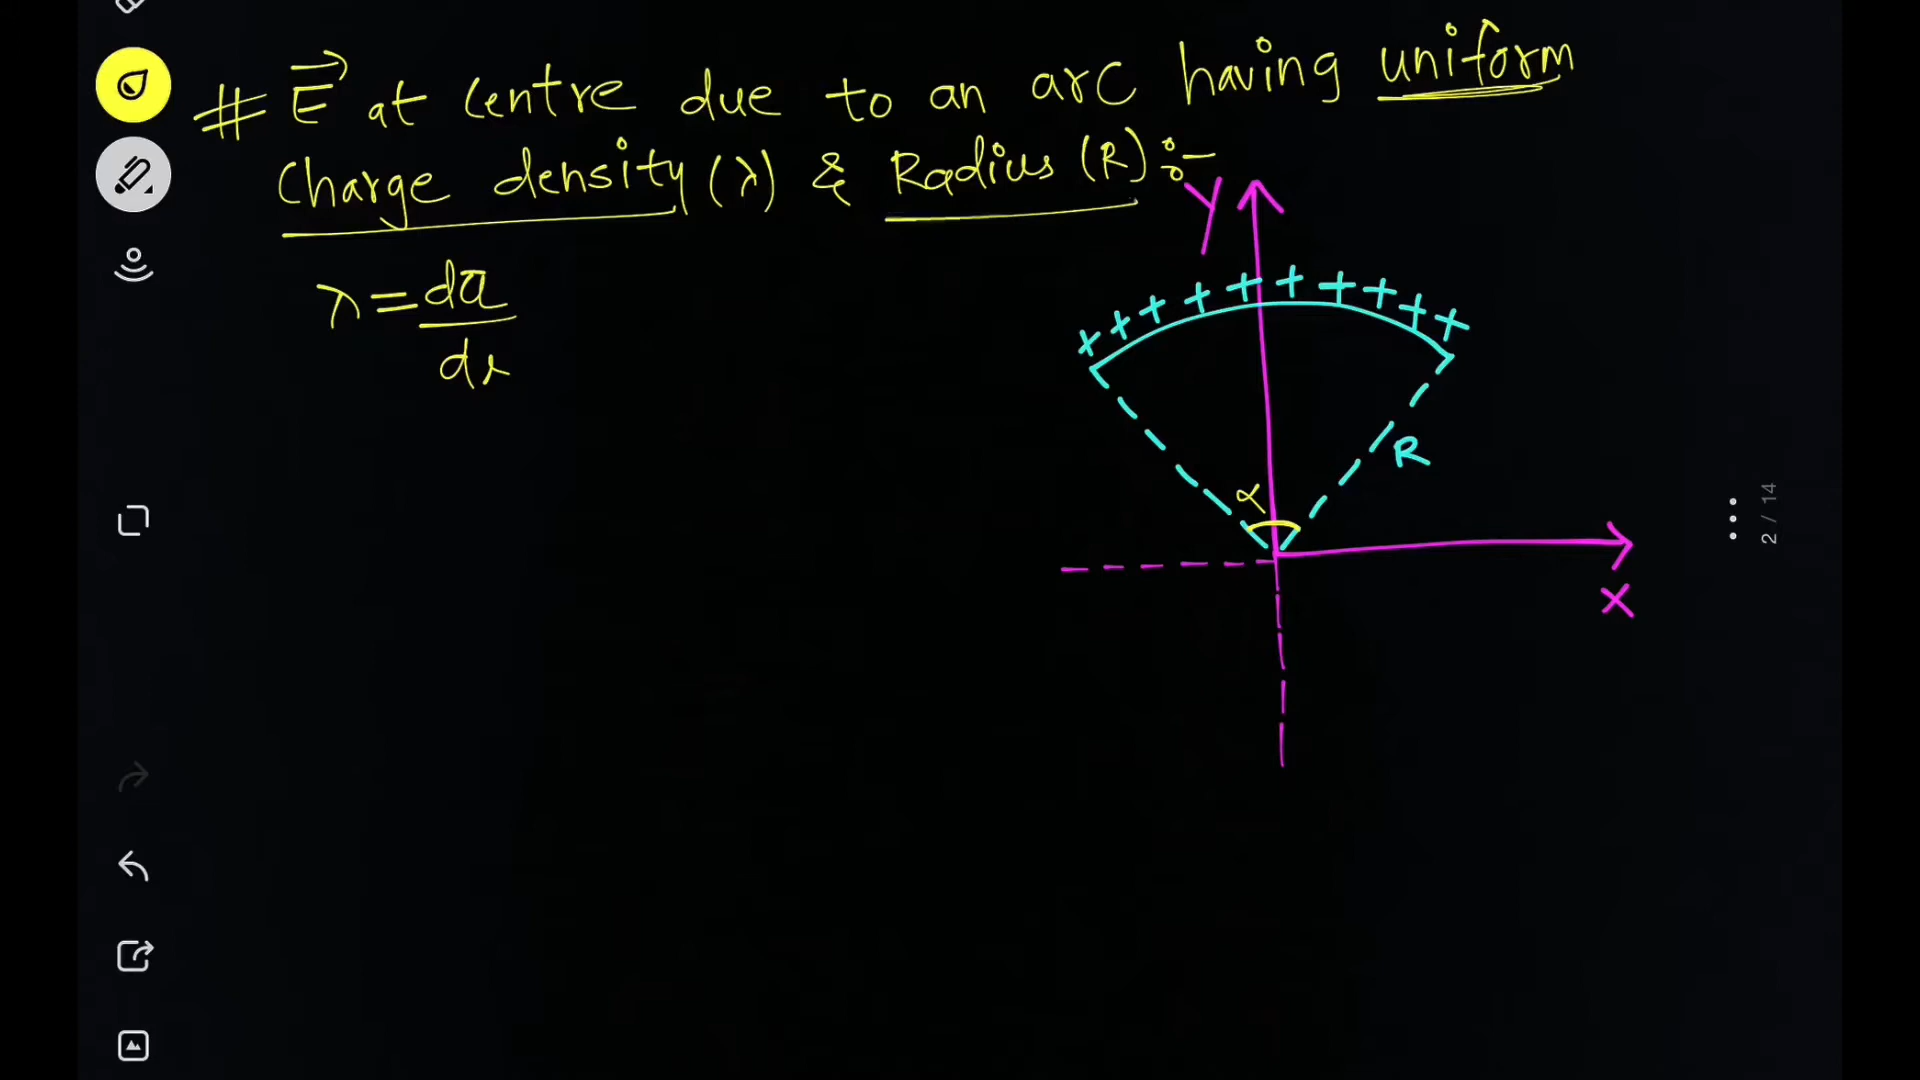 # E⃗ at centre due to an arc having uniform
Charge density (λ) & Radius (R) :-
Y
λ = dq
dx
R
α
X
2 / 14